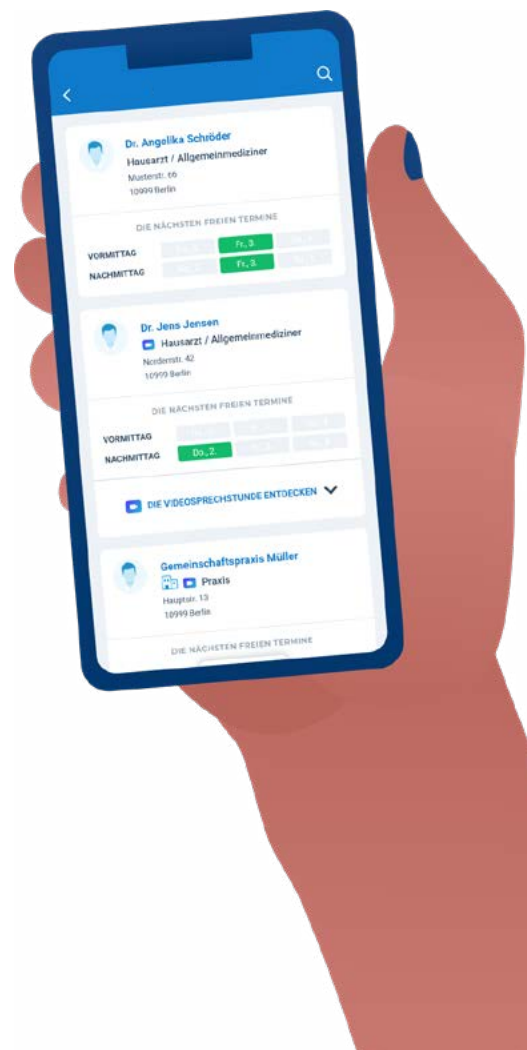 Dr. Angelika Schröder
Hausarzt / Allgemeinmediziner
Musterstr. 66
10999 Berlin
DIE NÄCHSTEN FREIEN TERMINE
VORMITTAG Fr., 3.
NACHMITTAG Fr., 3.
Dr. Jens Jensen
Hausarzt / Allgemeinmediziner
Nordernstr. 42
10999 Berlin
DIE NÄCHSTEN FREIEN TERMINE
VORMITTAG
NACHMITTAG Do., 2.
DIE VIDEOSPRECHSTUNDE ENTDECKEN
Gemeinschaftspraxis Müller
Praxis
Hauptstr. 13
10999 Berlin
DIE NÄCHSTEN FREIEN TERMINE